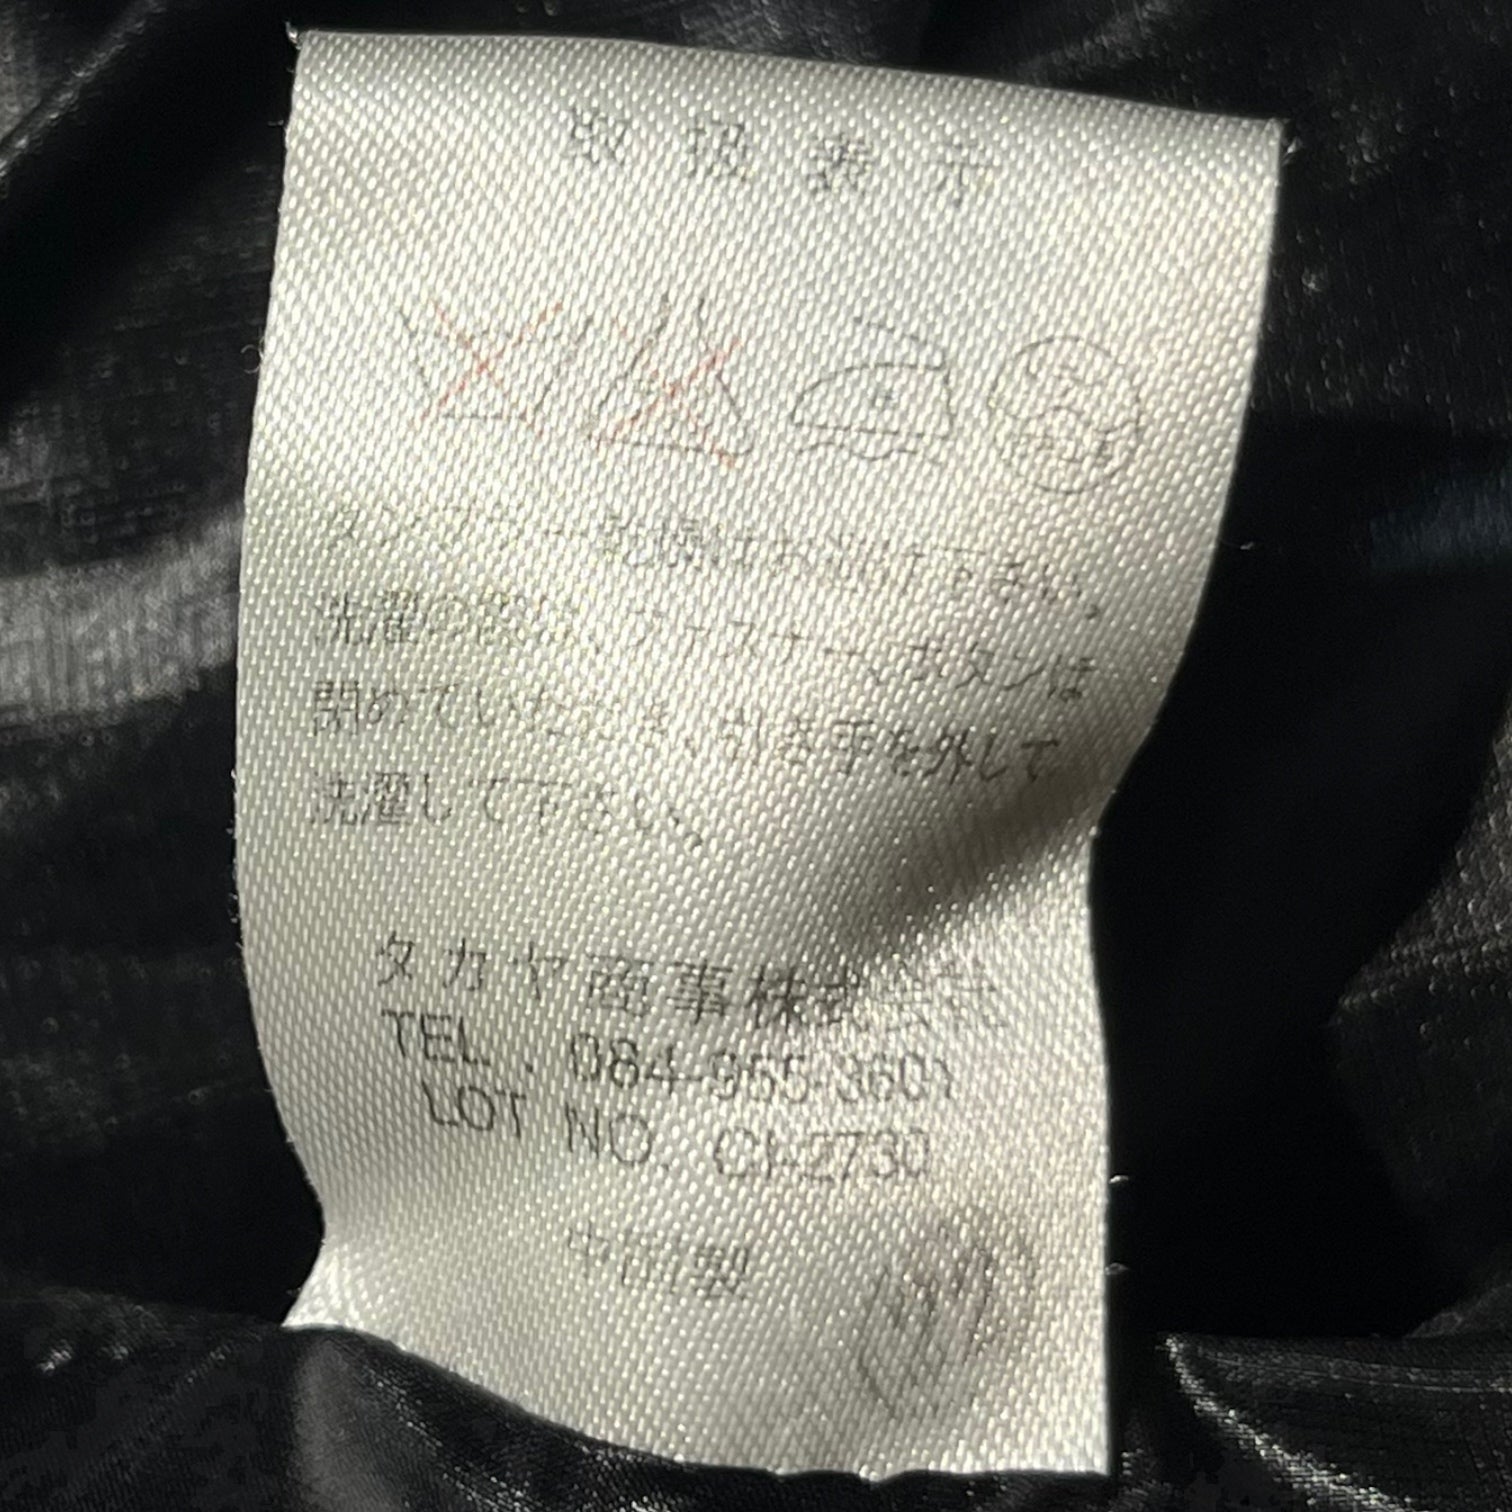 取扱表示
タンブラー乾燥はお避け下さい。
洗濯の際は、ファスナー、ボタンは
閉めていただき、引き手を外して
洗濯して下さい。
タカヤ商事株式会社
TEL. 084-955-3601
LOT NO. CI-2730
中国製